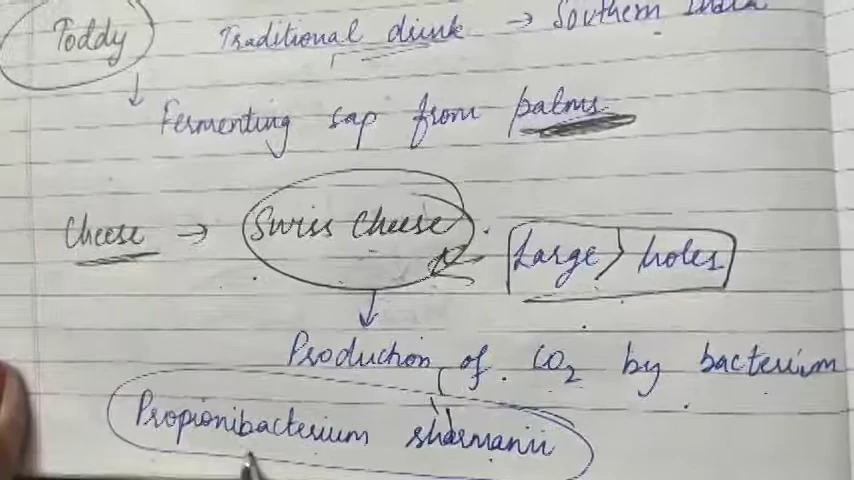 Toddy Traditional drink → Southern India
↓
Fermenting sap from palms.
Cheese → Swiss Cheese. Large holes
↓
Production of CO₂ by bacterium
Propionibacterium sharmanii